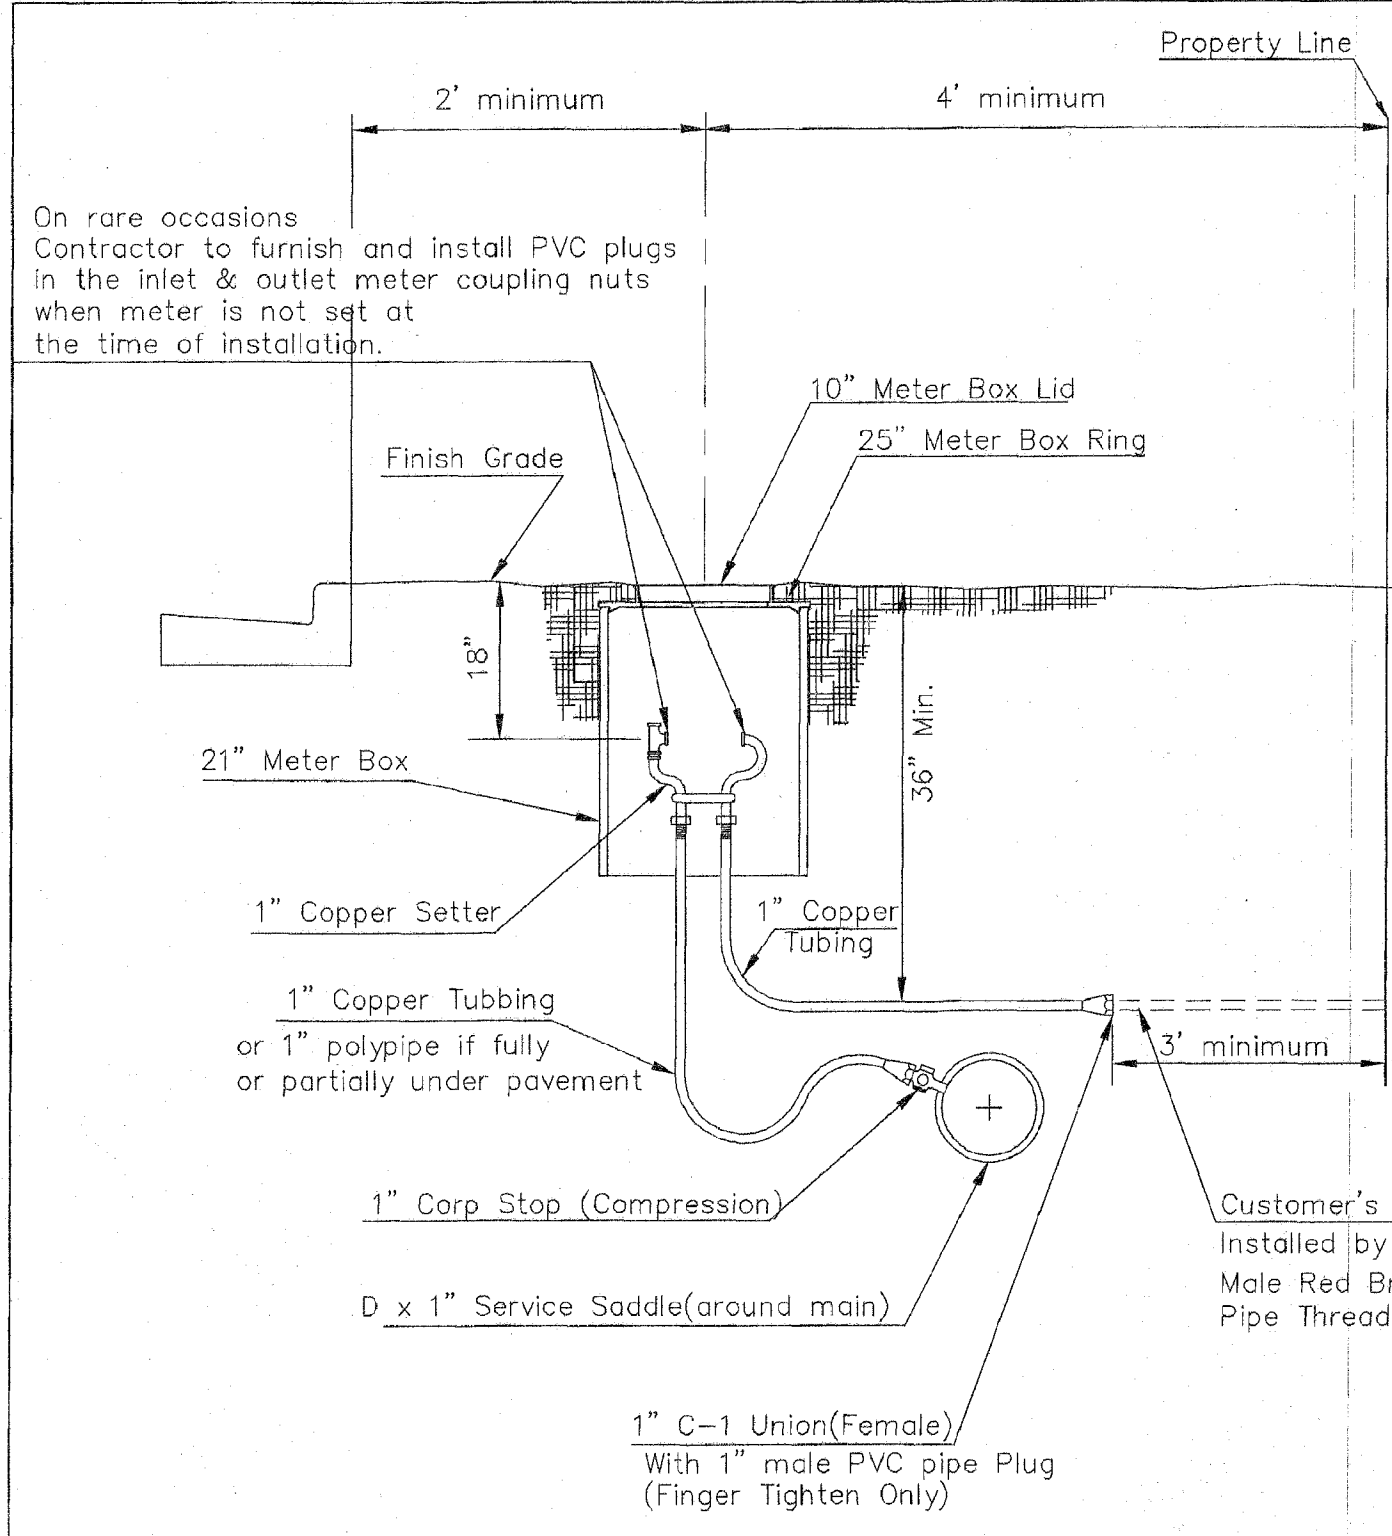 Property Line
2' minimum
4' minimum
On rare occasions
Contractor to furnish and install PVC plugs
in the inlet & outlet meter coupling nuts
when meter is not set at
the time of installation.
10" Meter Box Lid
25" Meter Box Ring
Finish Grade
18"
36" Min.
21" Meter Box
1" Copper Setter
1" Copper
Tubing
1" Copper Tubbing
or 1" polypipe if fully
or partially under pavement
3' minimum
1" Corp Stop (Compression)
Customer's
Installed by
Male Red Br
Pipe Thread
D x 1" Service Saddle(around main)
1" C-1 Union(Female)
With 1" male PVC pipe Plug
(Finger Tighten Only)